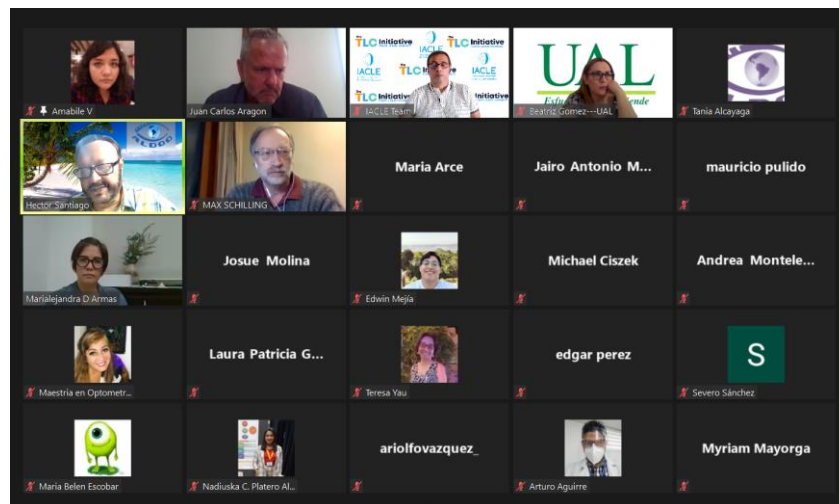 Amabile V
Juan Carlos Aragon
TLC Initiative
IACLE
IACLE Team
UAL
Beatriz Gomez---UAL
Tania Alcayaga
ALDOO
Hector Santiago
MAX SCHILLING
Maria Arce
Jairo Antonio M...
mauricio pulido
Marialejandra D Armas
Josue Molina
Edwin Mejía
Michael Ciszek
Andrea Montele...
Maestria en Optometr...
Laura Patricia G...
Teresa Yau
edgar perez
S
Severo Sánchez
Maria Belen Escobar
Nadiuska C. Platero Al...
ariolfovazquez_
Arturo Aguirre
Myriam Mayorga